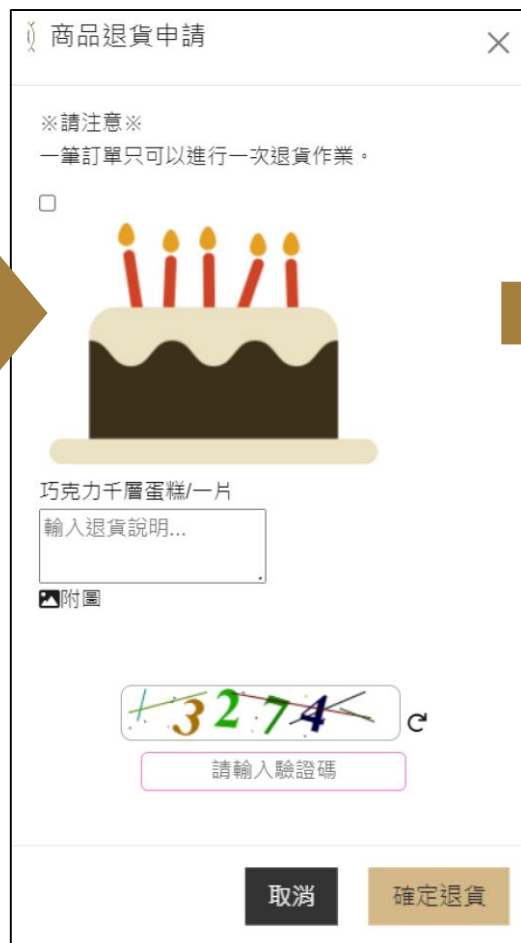 商品退貨申請
※請注意※
一筆訂單只可以進行一次退貨作業。
巧克力千層蛋糕/一片
輸入退貨說明...
附圖
3274
請輸入驗證碼
取消
確定退貨